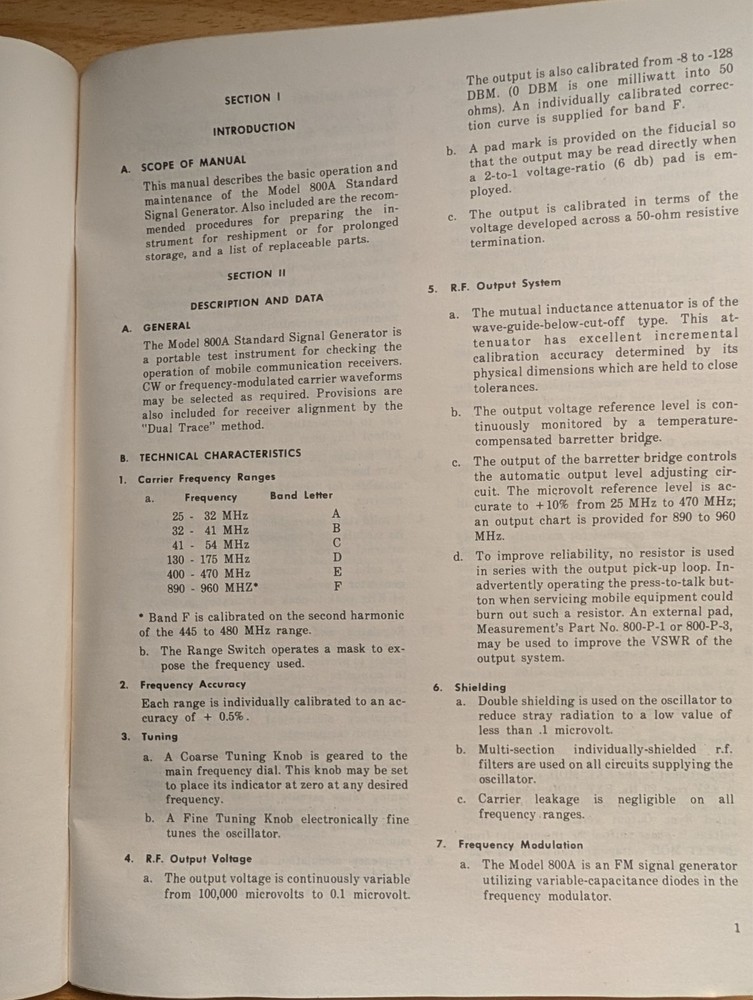 SECTION I
INTRODUCTION
A. SCOPE OF MANUAL
This manual describes the basic operation and
maintenance of the Model 800A Standard
Signal Generator. Also included are the recom-
mended procedures for preparing the in-
strument for reshipment or for prolonged
storage, and a list of replaceable parts.
SECTION II
DESCRIPTION AND DATA
A. GENERAL
The Model 800A Standard Signal Generator is
a portable test instrument for checking the
operation of mobile communication receivers.
CW or frequency-modulated carrier waveforms
may be selected as required. Provisions are
also included for receiver alignment by the
"Dual Trace" method.
B. TECHNICAL CHARACTERISTICS
1. Carrier Frequency Ranges
a. Frequency Band Letter
25 - 32 MHz A
32 - 41 MHz B
41 - 54 MHz C
130 - 175 MHz D
400 - 470 MHz E
890 - 960 MHZ* F
* Band F is calibrated on the second harmonic
of the 445 to 480 MHz range.
b. The Range Switch operates a mask to ex-
pose the frequency used.
2. Frequency Accuracy
Each range is individually calibrated to an ac-
curacy of + 0.5%.
3. Tuning
a. A Coarse Tuning Knob is geared to the
main frequency dial. This knob may be set
to place its indicator at zero at any desired
frequency.
b. A Fine Tuning Knob electronically fine
tunes the oscillator.
4. R.F. Output Voltage
a. The output voltage is continuously variable
from 100,000 microvolts to 0.1 microvolt.
The output is also calibrated from -8 to -128
DBM. (0 DBM is one milliwatt into 50
ohms). An individually calibrated correc-
tion curve is supplied for band F.
b. A pad mark is provided on the fiducial so
that the output may be read directly when
a 2-to-1 voltage-ratio (6 db) pad is em-
ployed.
c. The output is calibrated in terms of the
voltage developed across a 50-ohm resistive
termination.
5. R.F. Output System
a. The mutual inductance attenuator is of the
wave-guide-below-cut-off type. This at-
tenuator has excellent incremental
calibration accuracy determined by its
physical dimensions which are held to close
tolerances.
b. The output voltage reference level is con-
tinuously monitored by a temperature-
compensated barretter bridge.
c. The output of the barretter bridge controls
the automatic output level adjusting cir-
cuit. The microvolt reference level is ac-
curate to +10% from 25 MHz to 470 MHz;
an output chart is provided for 890 to 960
MHz.
d. To improve reliability, no resistor is used
in series with the output pick-up loop. In-
advertently operating the press-to-talk but-
ton when servicing mobile equipment could
burn out such a resistor. An external pad,
Measurement's Part No. 800-P-1 or 800-P-3,
may be used to improve the VSWR of the
output system.
6. Shielding
a. Double shielding is used on the oscillator to
reduce stray radiation to a low value of
less than .1 microvolt.
b. Multi-section individually-shielded r.f.
filters are used on all circuits supplying the
oscillator.
c. Carrier leakage is negligible on all
frequency ranges.
7. Frequency Modulation
a. The Model 800A is an FM signal generator
utilizing variable-capacitance diodes in the
frequency modulator.
1